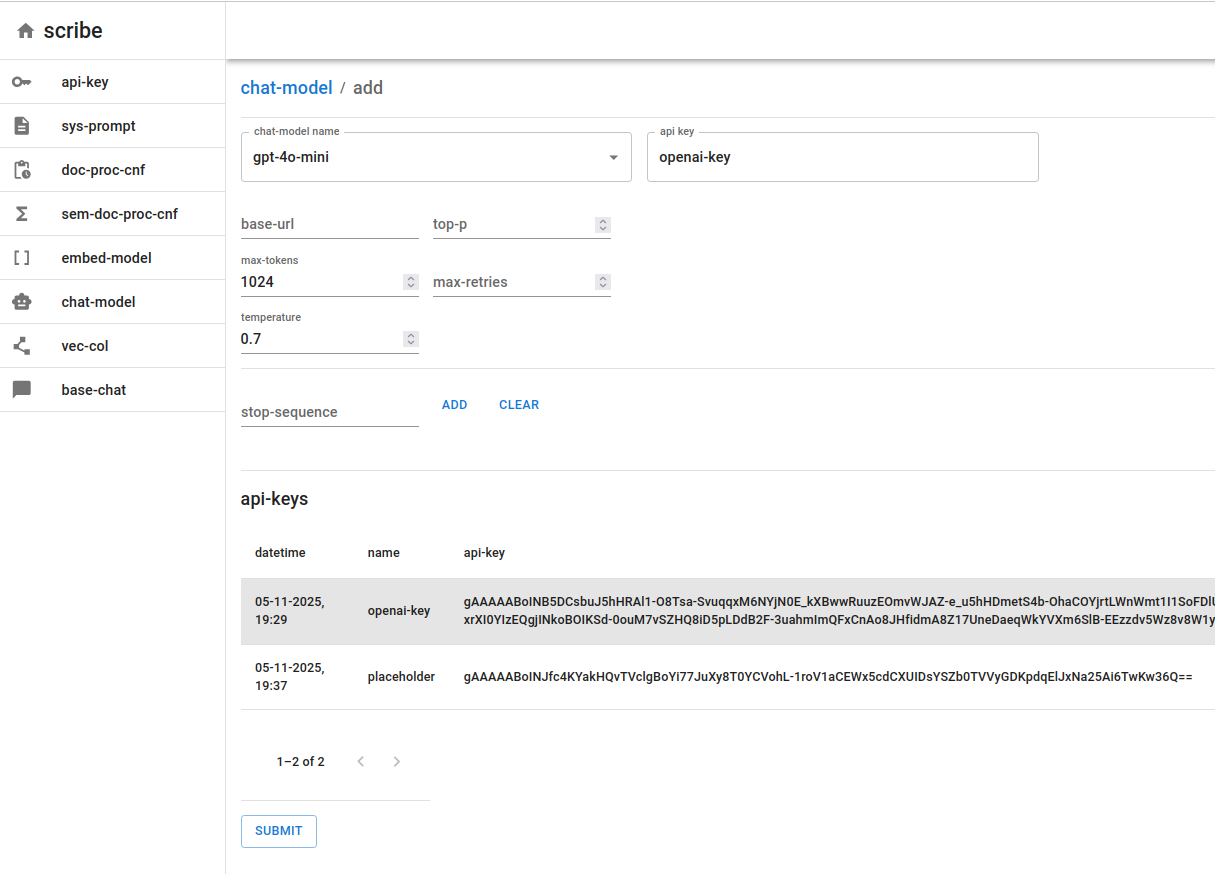 scribe
api-key
sys-prompt
doc-proc-cnf
sem-doc-proc-cnf
embed-model
chat-model
vec-col
base-chat
chat-model / add
chat-model name
gpt-4o-mini
api key
openai-key
base-url
top-p
max-tokens
1024
max-retries
temperature
0.7
stop-sequence
ADD
CLEAR
api-keys
datetime name api-key
05-11-2025,
19:29
openai-key
gAAAAABoINB5DCsbuJ5hHRAl1-O8Tsa-SvuqqxM6NYjN0E_kXBwwRuuzEOmvWJAZ-e_u5hHDmetS4b-OhaCOYjrtLWnWmt1I1SoFDlU
xrXI0YIzEQgjINkoBOIKSd-0ouM7vSZHQ8iD5pLDdB2F-3uahmImQFxCnAo8JHfidmA8Z17UneDaeqWkYVXm6SlB-EEzzdv5Wz8v8W1y
05-11-2025,
19:37
placeholder
gAAAAABoINJfc4KYakHQvTVclgBoYi77JuXy8T0YCVohL-1roV1aCEWx5cdCXUIDsYSZb0TVVyGDKpdqElJxNa25Ai6TwKw36Q==
1–2 of 2
SUBMIT